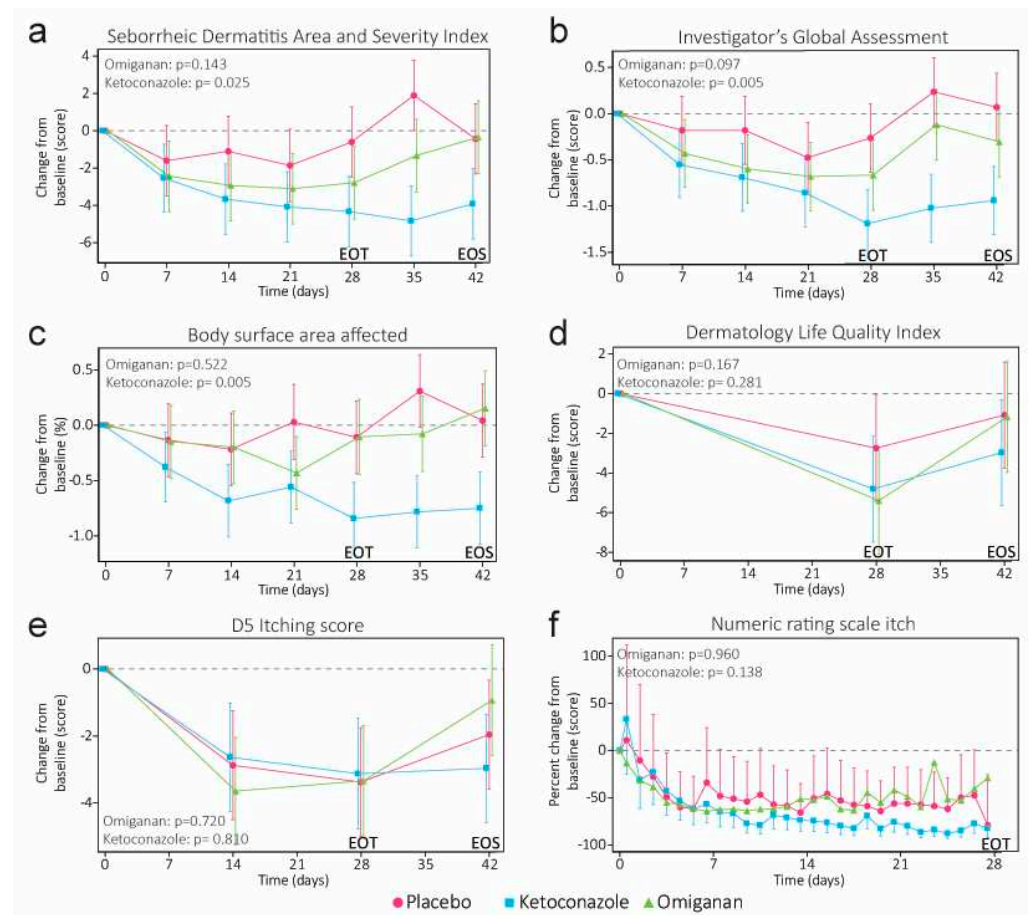 a
Seborrheic Dermatitis Area and Severity Index
Omiganan: p=0.143
Ketoconazole: p= 0.025
Change from
baseline (score)
4
2
0
-2
-4
-6
EOT
EOS
0 7 14 21 28 35 42
Time (days)
b
Investigator's Global Assessment
Omiganan: p=0.097
Ketoconazole: p= 0.005
Change from
baseline (score)
0.5
0.0
-0.5
-1.0
-1.5
EOT
EOS
0 7 14 21 28 35 42
Time (days)
c
Body surface area affected
Omiganan: p=0.522
Ketoconazole: p= 0.005
Change from
baseline (%)
0.5
0.0
-0.5
-1.0
EOT
EOS
0 7 14 21 28 35 42
Time (days)
d
Dermatology Life Quality Index
Omiganan: p=0.167
Ketoconazole: p= 0.281
Change from
baseline (score)
2
0
-2
-4
-6
-8
EOT
EOS
0 7 14 21 28 35 42
Time (days)
e
D5 Itching score
Change from
baseline (score)
0
-2
-4
Omiganan: p=0.720
Ketoconazole: p= 0.810
EOT
EOS
0 7 14 21 28 35 42
Time (days)
f
Numeric rating scale itch
Omiganan: p=0.960
Ketoconazole: p= 0.138
Percent change from
baseline (score)
100
50
0
-50
-100
EOT
0 7 14 21 28
Time (days)
Placebo Ketoconazole Omiganan